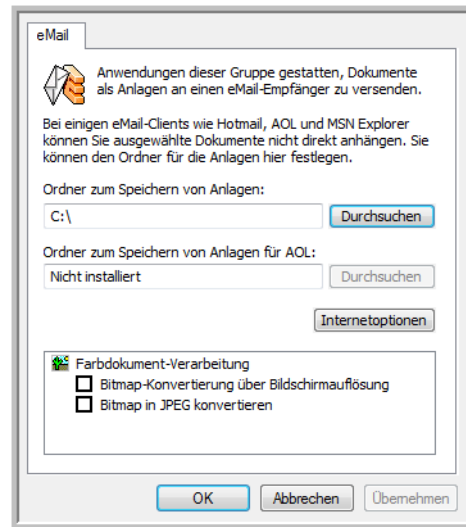 eMail
Anwendungen dieser Gruppe gestatten, Dokumente
als Anlagen an einen eMail-Empfänger zu versenden.
Bei einigen eMail-Clients wie Hotmail, AOL und MSN Explorer
können Sie ausgewählte Dokumente nicht direkt anhängen. Sie
können den Ordner für die Anlagen hier festlegen.
Ordner zum Speichern von Anlagen:
C:\
Durchsuchen
Ordner zum Speichern von Anlagen für AOL:
Nicht installiert
Durchsuchen
Internetoptionen
Farbdokument-Verarbeitung
Bitmap-Konvertierung über Bildschirmauflösung
Bitmap in JPEG konvertieren
OK
Abbrechen
Übernehmen